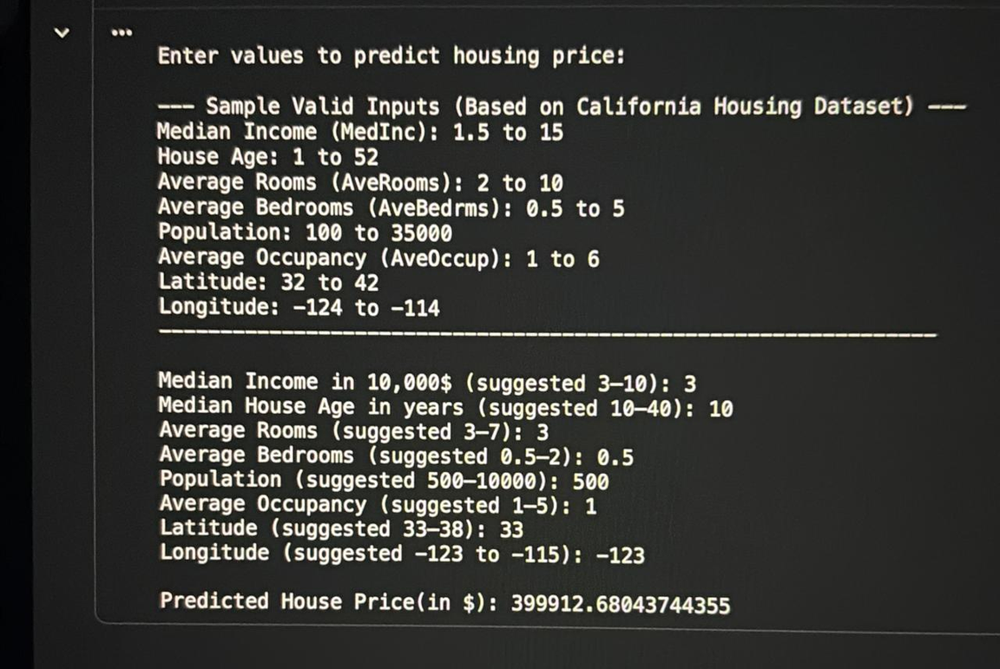 Enter values to predict housing price:
--- Sample Valid Inputs (Based on California Housing Dataset) ---
Median Income (MedInc): 1.5 to 15
House Age: 1 to 52
Average Rooms (AveRooms): 2 to 10
Average Bedrooms (AveBedrms): 0.5 to 5
Population: 100 to 35000
Average Occupancy (AveOccup): 1 to 6
Latitude: 32 to 42
Longitude: -124 to -114
---------------------------------------------------------------
Median Income in 10,000$ (suggested 3–10): 3
Median House Age in years (suggested 10–40): 10
Average Rooms (suggested 3–7): 3
Average Bedrooms (suggested 0.5–2): 0.5
Population (suggested 500–10000): 500
Average Occupancy (suggested 1–5): 1
Latitude (suggested 33–38): 33
Longitude (suggested -123 to -115): -123
Predicted House Price(in $): 399912.68043744355